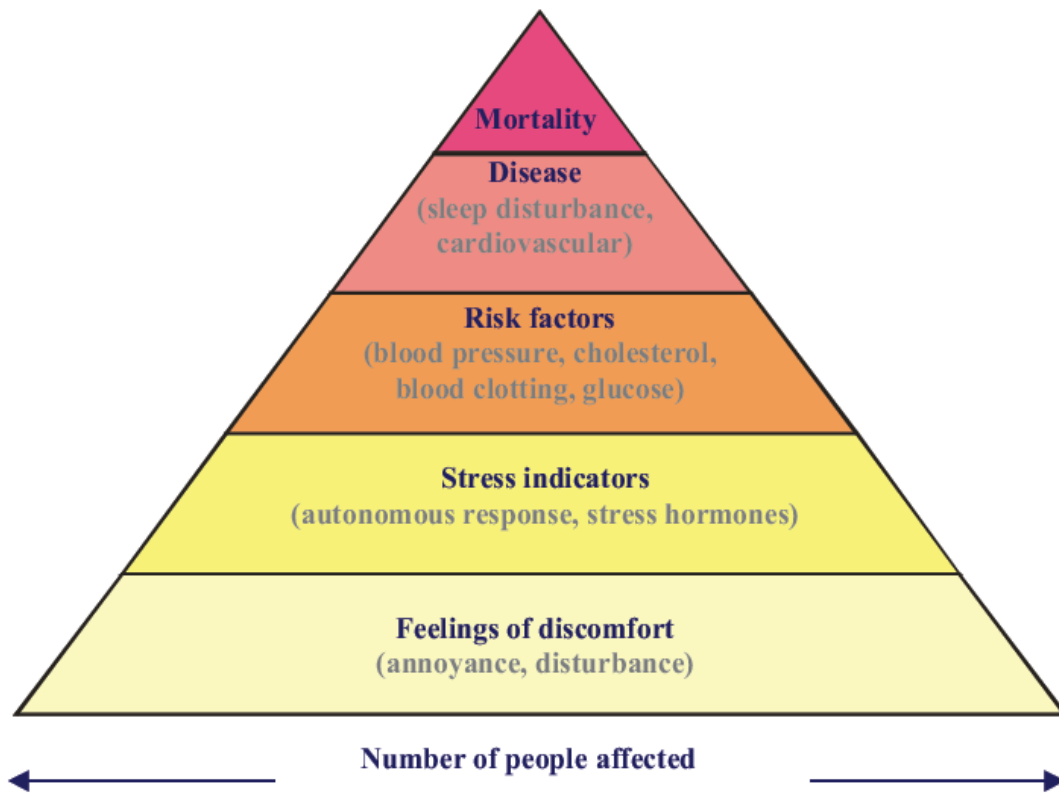 Mortality
Disease
(sleep disturbance,
cardiovascular)
Risk factors
(blood pressure, cholesterol,
blood clotting, glucose)
Stress indicators
(autonomous response, stress hormones)
Feelings of discomfort
(annoyance, disturbance)
Number of people affected